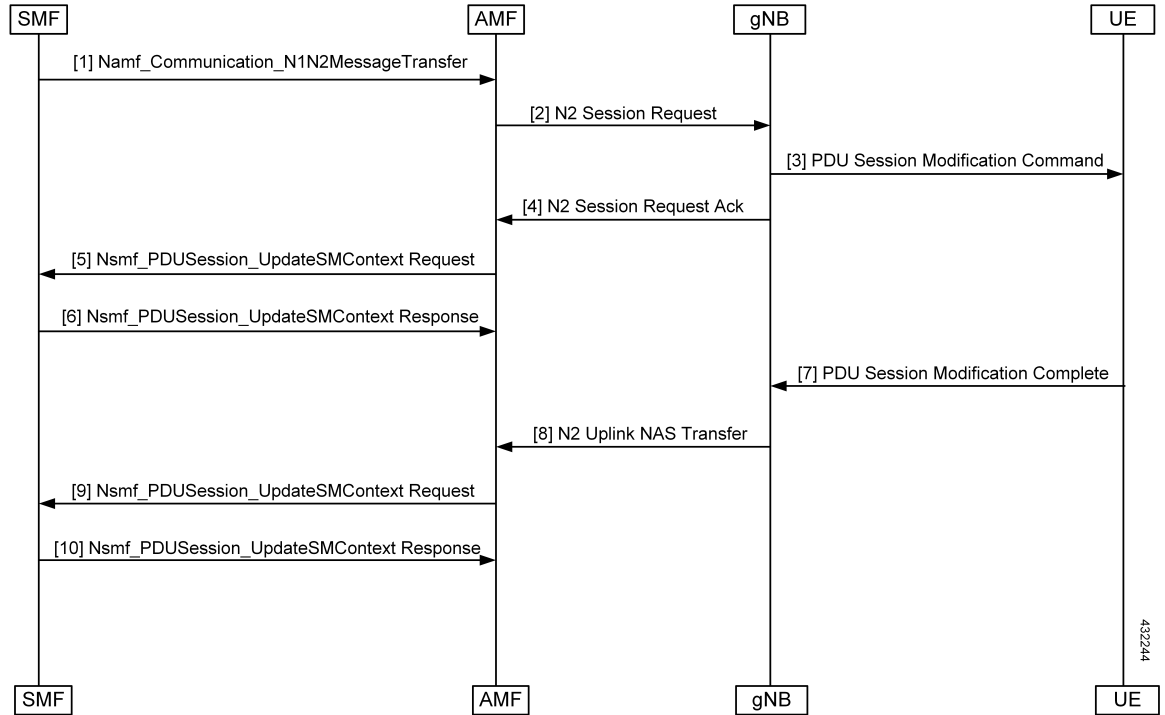 SMF
AMF
gNB
UE
[1] Namf_Communication_N1N2MessageTransfer
[2] N2 Session Request
[3] PDU Session Modification Command
[4] N2 Session Request Ack
[5] Nsmf_PDUSession_UpdateSMContext Request
[6] Nsmf_PDUSession_UpdateSMContext Response
[7] PDU Session Modification Complete
[8] N2 Uplink NAS Transfer
[9] Nsmf_PDUSession_UpdateSMContext Request
[10] Nsmf_PDUSession_UpdateSMContext Response
432244
SMF
AMF
gNB
UE